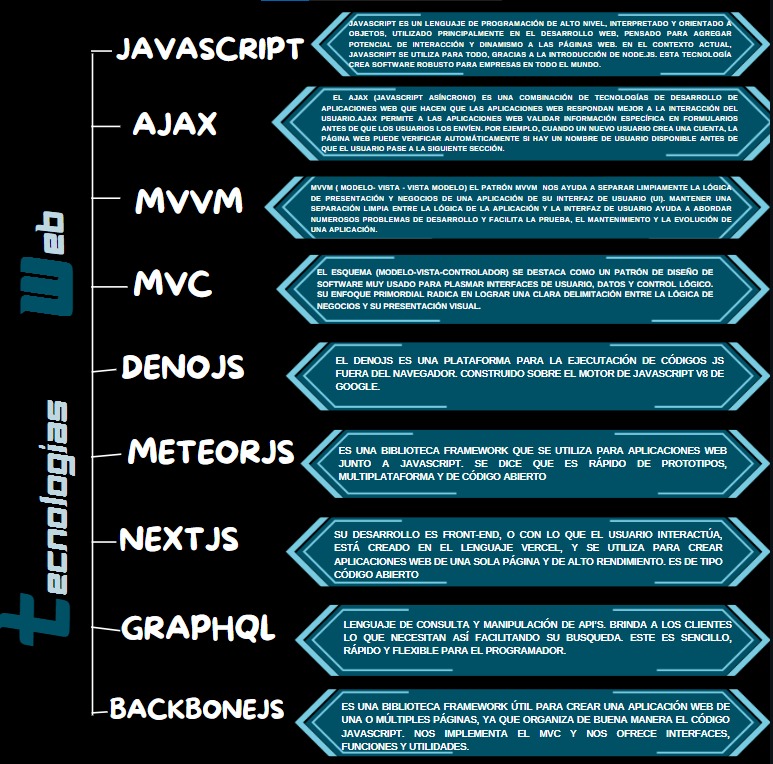 Tecnologias Web
JAVASCRIPT
JAVASCRIPT ES UN LENGUAJE DE PROGRAMACIÓN DE ALTO NIVEL, INTERPRETADO Y ORIENTADO A
OBJETOS, UTILIZADO PRINCIPALMENTE EN EL DESARROLLO WEB, PENSADO PARA AGREGAR
POTENCIAL DE INTERACCIÓN Y DINAMISMO A LAS PÁGINAS WEB. EN EL CONTEXTO ACTUAL,
JAVASCRIPT SE UTILIZA PARA TODO, GRACIAS A LA INTRODUCCIÓN DE NODE.JS. ESTA TECNOLOGÍA
CREA SOFTWARE ROBUSTO PARA EMPRESAS EN TODO EL MUNDO.
AJAX
EL AJAX (JAVASCRIPT ASÍNCRONO) ES UNA COMBINACIÓN DE TECNOLOGÍAS DE DESARROLLO DE
APLICACIONES WEB QUE HACEN QUE LAS APLICACIONES WEB RESPONDAN MEJOR A LA INTERACCIÓN DEL
USUARIO.AJAX PERMITE A LAS APLICACIONES WEB VALIDAR INFORMACIÓN ESPECÍFICA EN FORMULARIOS
ANTES DE QUE LOS USUARIOS LOS ENVÍEN. POR EJEMPLO, CUANDO UN NUEVO USUARIO CREA UNA CUENTA, LA
PÁGINA WEB PUEDE VERIFICAR AUTOMÁTICAMENTE SI HAY UN NOMBRE DE USUARIO DISPONIBLE ANTES DE
QUE EL USUARIO PASE A LA SIGUIENTE SECCIÓN.
MVVM
MVVM ( MODELO- VISTA - VISTA MODELO) EL PATRÓN MVVM NOS AYUDA A SEPARAR LIMPIAMENTE LA LÓGICA
DE PRESENTACIÓN Y NEGOCIOS DE UNA APLICACIÓN DE SU INTERFAZ DE USUARIO (UI). MANTENER UNA
SEPARACIÓN LIMPIA ENTRE LA LÓGICA DE LA APLICACIÓN Y LA INTERFAZ DE USUARIO AYUDA A ABORDAR
NUMEROSOS PROBLEMAS DE DESARROLLO Y FACILITA LA PRUEBA, EL MANTENIMIENTO Y LA EVOLUCIÓN DE
UNA APLICACIÓN.
MVC
EL ESQUEMA (MODELO-VISTA-CONTROLADOR) SE DESTACA COMO UN PATRÓN DE DISEÑO DE
SOFTWARE MUY USADO PARA PLASMAR INTERFACES DE USUARIO, DATOS Y CONTROL LÓGICO.
SU ENFOQUE PRIMORDIAL RADICA EN LOGRAR UNA CLARA DELIMITACIÓN ENTRE LA LÓGICA DE
NEGOCIOS Y SU PRESENTACIÓN VISUAL.
DENOJS
EL DENOJS ES UNA PLATAFORMA PARA LA EJECUTACIÓN DE CÓDIGOS JS
FUERA DEL NAVEGADOR. CONSTRUIDO SOBRE EL MOTOR DE JAVASCRIPT V8 DE
GOOGLE.
METEORJS
ES UNA BIBLIOTECA FRAMEWORK QUE SE UTILIZA PARA APLICACIONES WEB
JUNTO A JAVASCRIPT. SE DICE QUE ES RÁPIDO DE PROTOTIPOS,
MULTIPLATAFORMA Y DE CÓDIGO ABIERTO
NEXTJS
SU DESARROLLO ES FRONT-END, O CON LO QUE EL USUARIO INTERACTÚA,
ESTÁ CREADO EN EL LENGUAJE VERCEL, Y SE UTILIZA PARA CREAR
APLICACIONES WEB DE UNA SOLA PÁGINA Y DE ALTO RENDIMIENTO. ES DE TIPO
CÓDIGO ABIERTO
GRAPHQL
LENGUAJE DE CONSULTA Y MANIPULACIÓN DE API'S. BRINDA A LOS CLIENTES
LO QUE NECESITAN ASÍ FACILITANDO SU BUSQUEDA. ESTE ES SENCILLO,
RÁPIDO Y FLEXIBLE PARA EL PROGRAMADOR.
BACKBONEJS
ES UNA BIBLIOTECA FRAMEWORK ÚTIL PARA CREAR UNA APLICACIÓN WEB DE
UNA O MÚLTIPLES PÁGINAS, YA QUE ORGANIZA DE BUENA MANERA EL CÓDIGO
JAVASCRIPT. NOS IMPLEMENTA EL MVC Y NOS OFRECE INTERFACES,
FUNCIONES Y UTILIDADES.